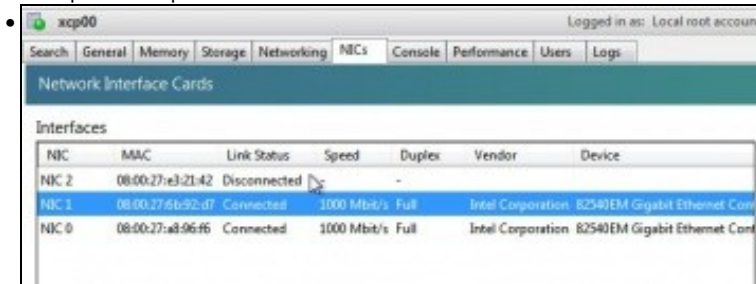 xcp00 Logged in as: Local root accoun
Search General Memory Storage Networking NICs Console Performance Users Logs
Network Interface Cards
Interfaces
NIC MAC Link Status Speed Duplex Vendor Device
NIC 2 08:00:27:e3:21:42 Disconnected - -
NIC 1 08:00:27:6b:92:d7 Connected 1000 Mbit/s Full Intel Corporation 82540EM Gigabit Ethernet Cont
NIC 0 08:00:27:a8:96:f6 Connected 1000 Mbit/s Full Intel Corporation 82540EM Gigabit Ethernet Cont